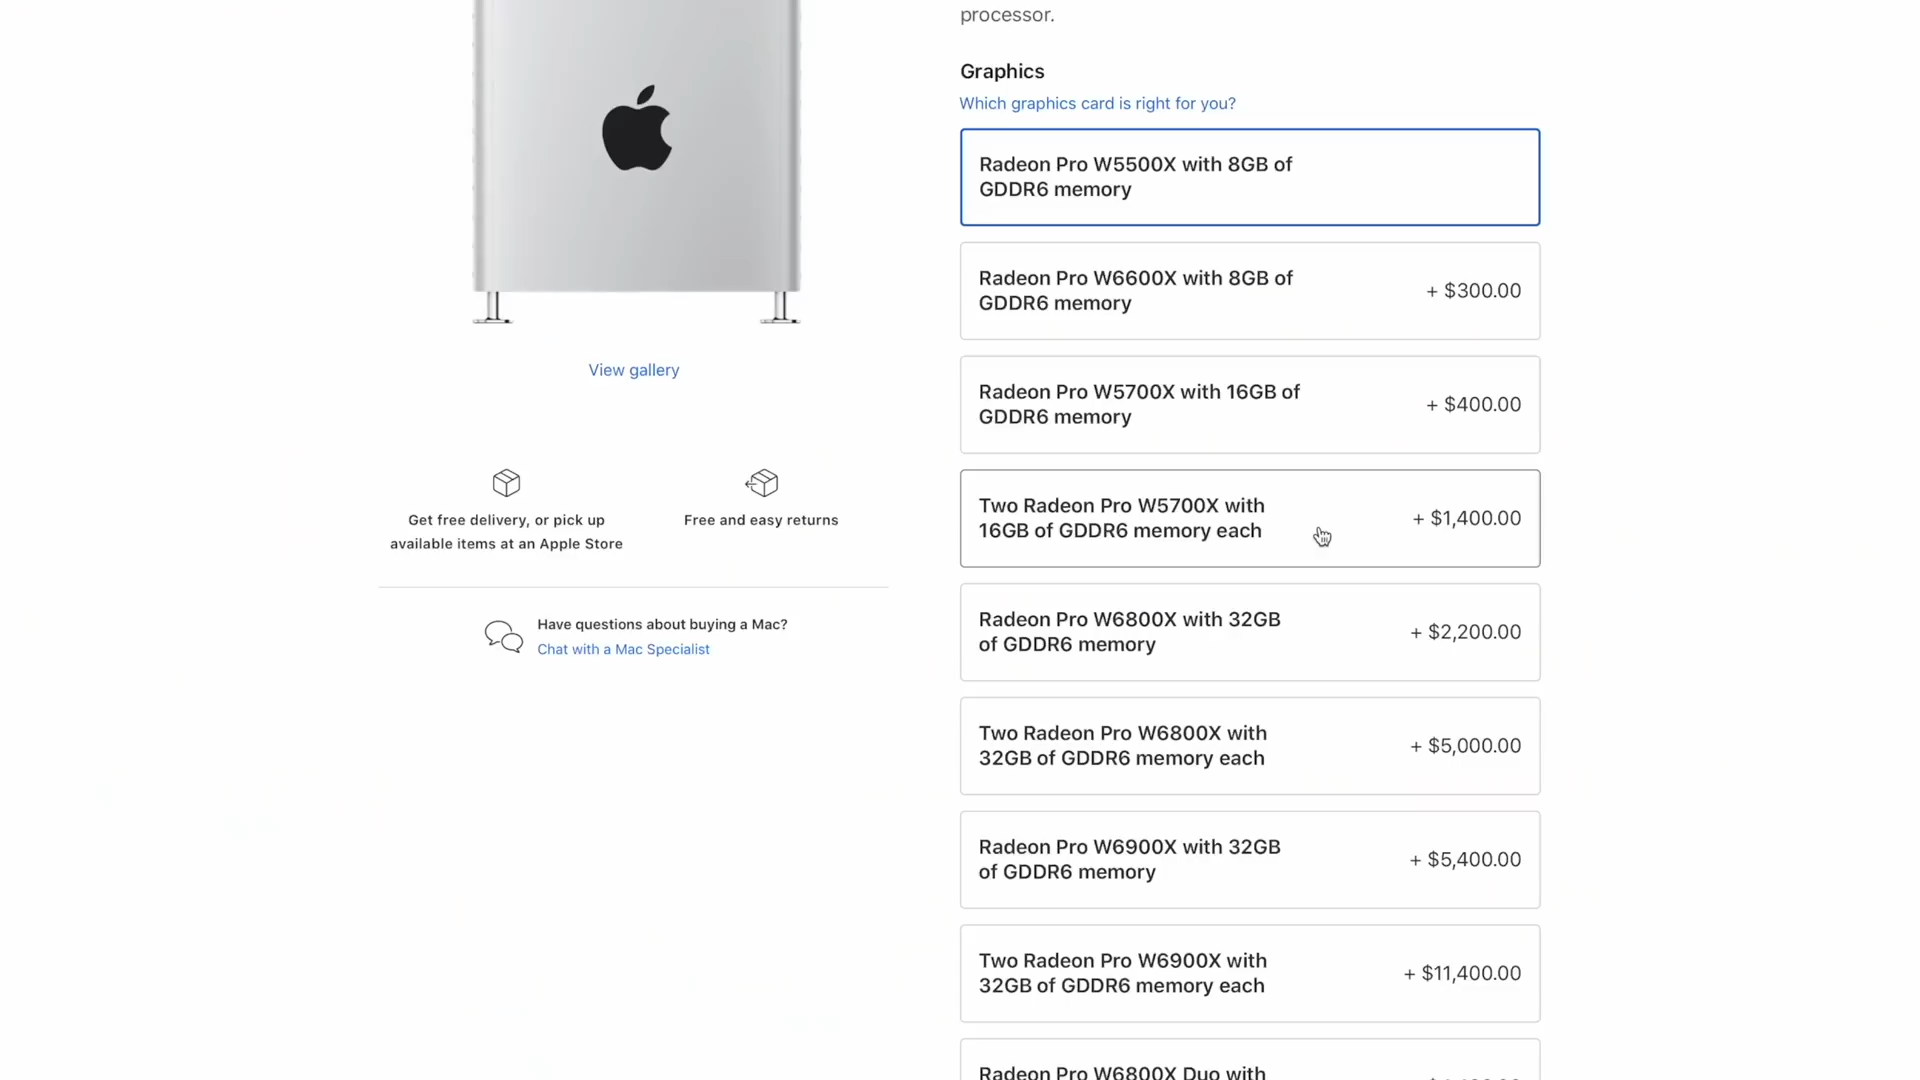 processor.
Graphics
Which graphics card is right for you?
Radeon Pro W5500X with 8GB of
GDDR6 memory
Radeon Pro W6600X with 8GB of
GDDR6 memory
+ $300.00
Radeon Pro W5700X with 16GB of
GDDR6 memory
+ $400.00
Two Radeon Pro W5700X with
16GB of GDDR6 memory each
+ $1,400.00
Radeon Pro W6800X with 32GB
of GDDR6 memory
+ $2,200.00
Two Radeon Pro W6800X with
32GB of GDDR6 memory each
+ $5,000.00
Radeon Pro W6900X with 32GB
of GDDR6 memory
+ $5,400.00
Two Radeon Pro W6900X with
32GB of GDDR6 memory each
+ $11,400.00
Radeon Pro W6800X Duo with
View gallery
Get free delivery, or pick up
available items at an Apple Store
Free and easy returns
Have questions about buying a Mac?
Chat with a Mac Specialist